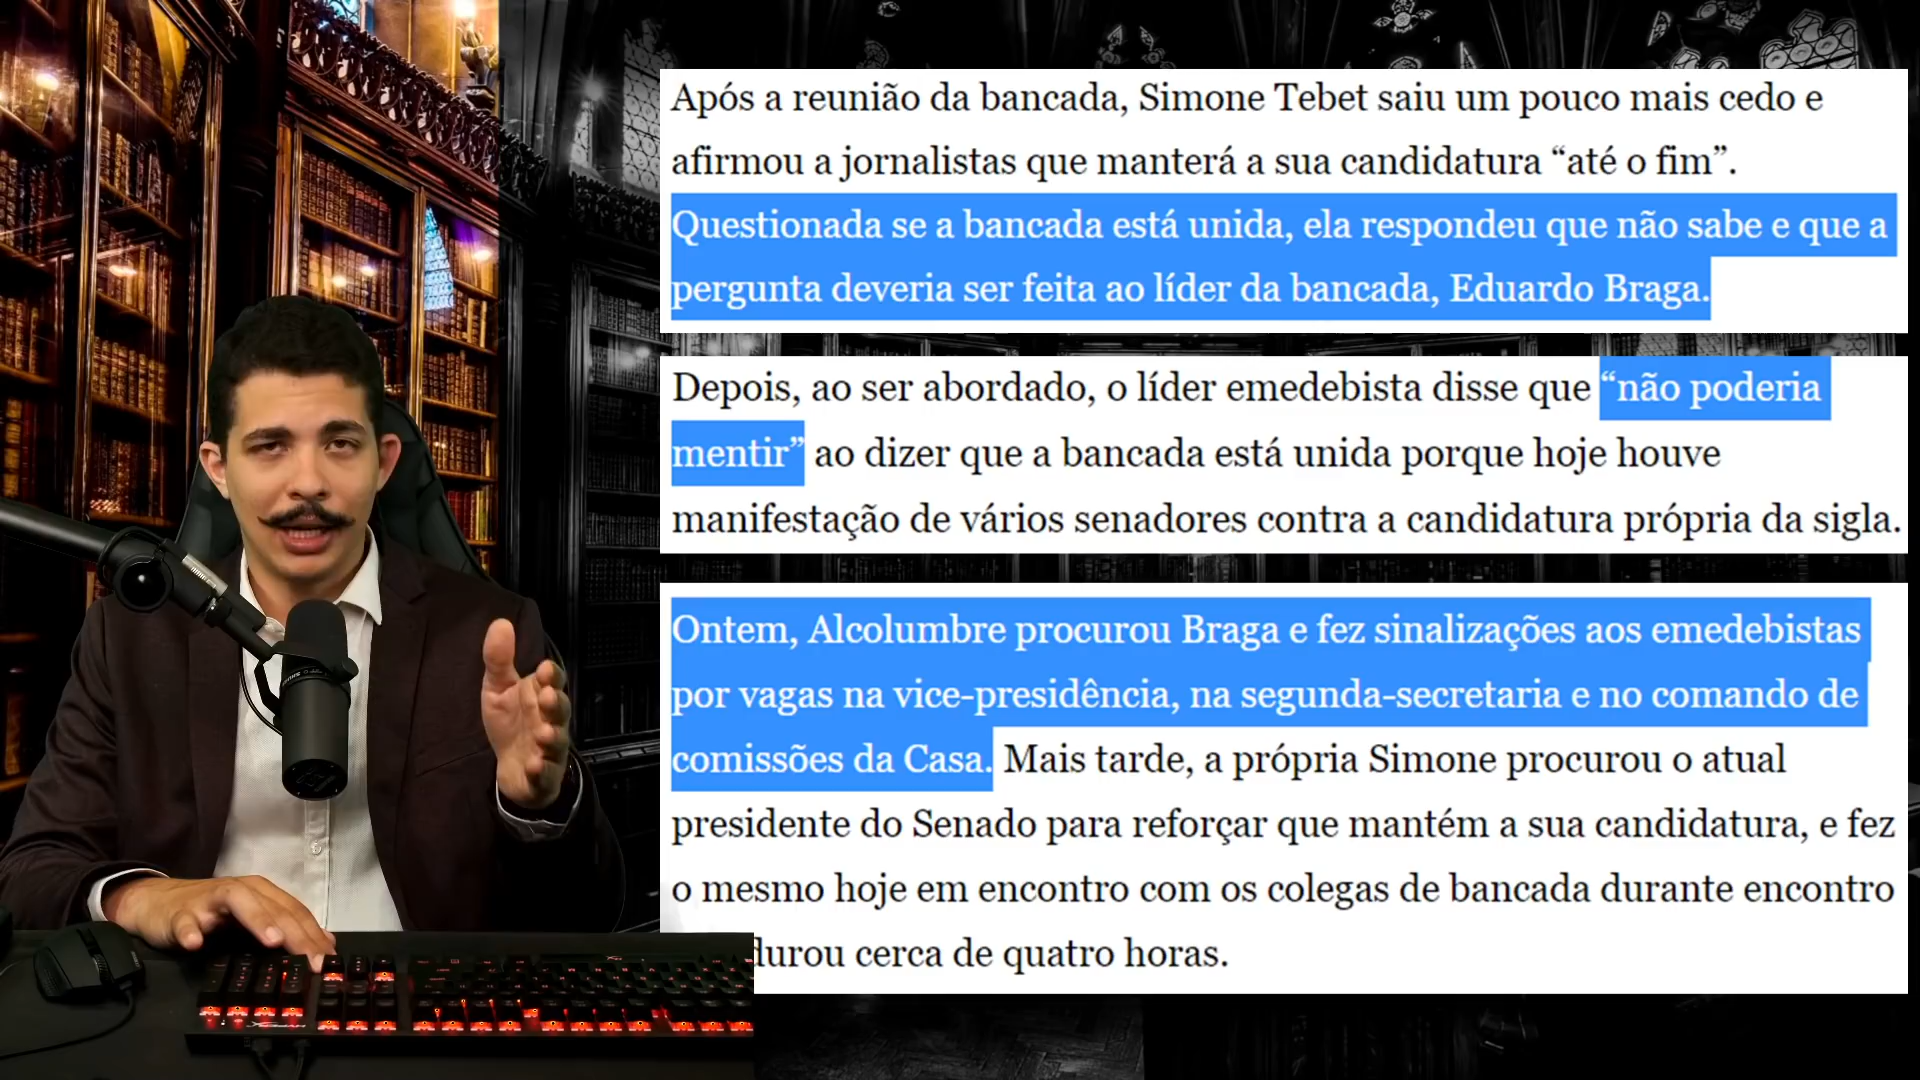 Após a reunião da bancada, Simone Tebet saiu um pouco mais cedo e
afirmou a jornalistas que manterá a sua candidatura “até o fim”.
Questionada se a bancada está unida, ela respondeu que não sabe e que a
pergunta deveria ser feita ao líder da bancada, Eduardo Braga.
Depois, ao ser abordado, o líder emedebista disse que “não poderia
mentir” ao dizer que a bancada está unida porque hoje houve
manifestação de vários senadores contra a candidatura própria da sigla.
Ontem, Alcolumbre procurou Braga e fez sinalizações aos emedebistas
por vagas na vice-presidência, na segunda-secretaria e no comando de
comissões da Casa. Mais tarde, a própria Simone procurou o atual
presidente do Senado para reforçar que mantém a sua candidatura, e fez
o mesmo hoje em encontro com os colegas de bancada durante encontro
durou cerca de quatro horas.